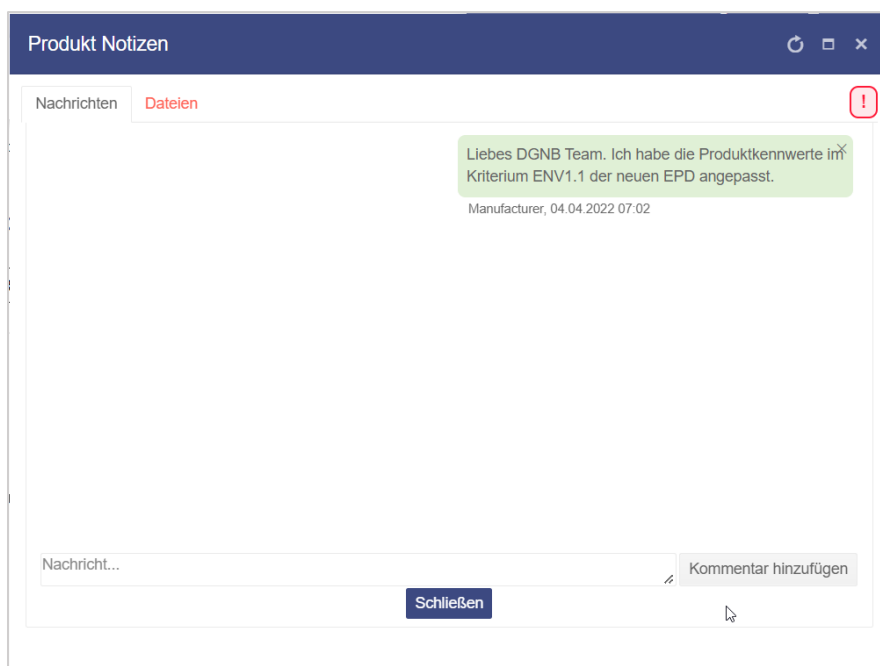 Produkt Notizen
Nachrichten
Dateien
!
Liebes DGNB Team. Ich habe die Produktkennwerte im
Kriterium ENV1.1 der neuen EPD angepasst.
Manufacturer, 04.04.2022 07:02
Nachricht...
Kommentar hinzufügen
Schließen